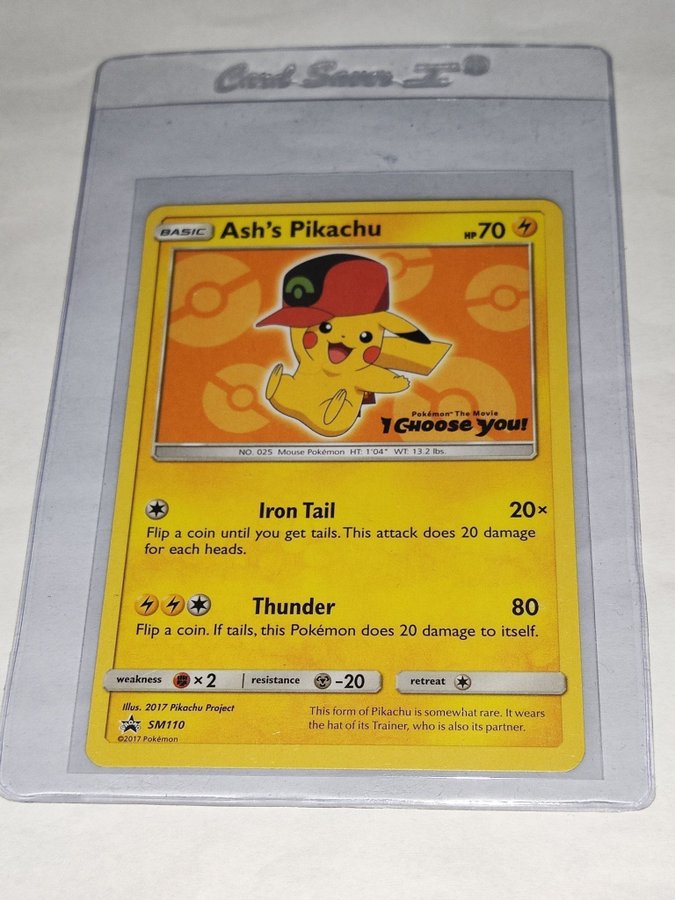 Card Saver I
BASIC Ash's Pikachu HP 70
Pokémon The Movie
I CHOOSE YOU!
NO. 025 Mouse Pokémon HT: 1'04" WT: 13.2 lbs.
Iron Tail 20×
Flip a coin until you get tails. This attack does 20 damage
for each heads.
Thunder 80
Flip a coin. If tails, this Pokémon does 20 damage to itself.
weakness ×2 resistance -20 retreat
Illus. 2017 Pikachu Project
SM110
©2017 Pokémon
This form of Pikachu is somewhat rare. It wears
the hat of its Trainer, who is also its partner.